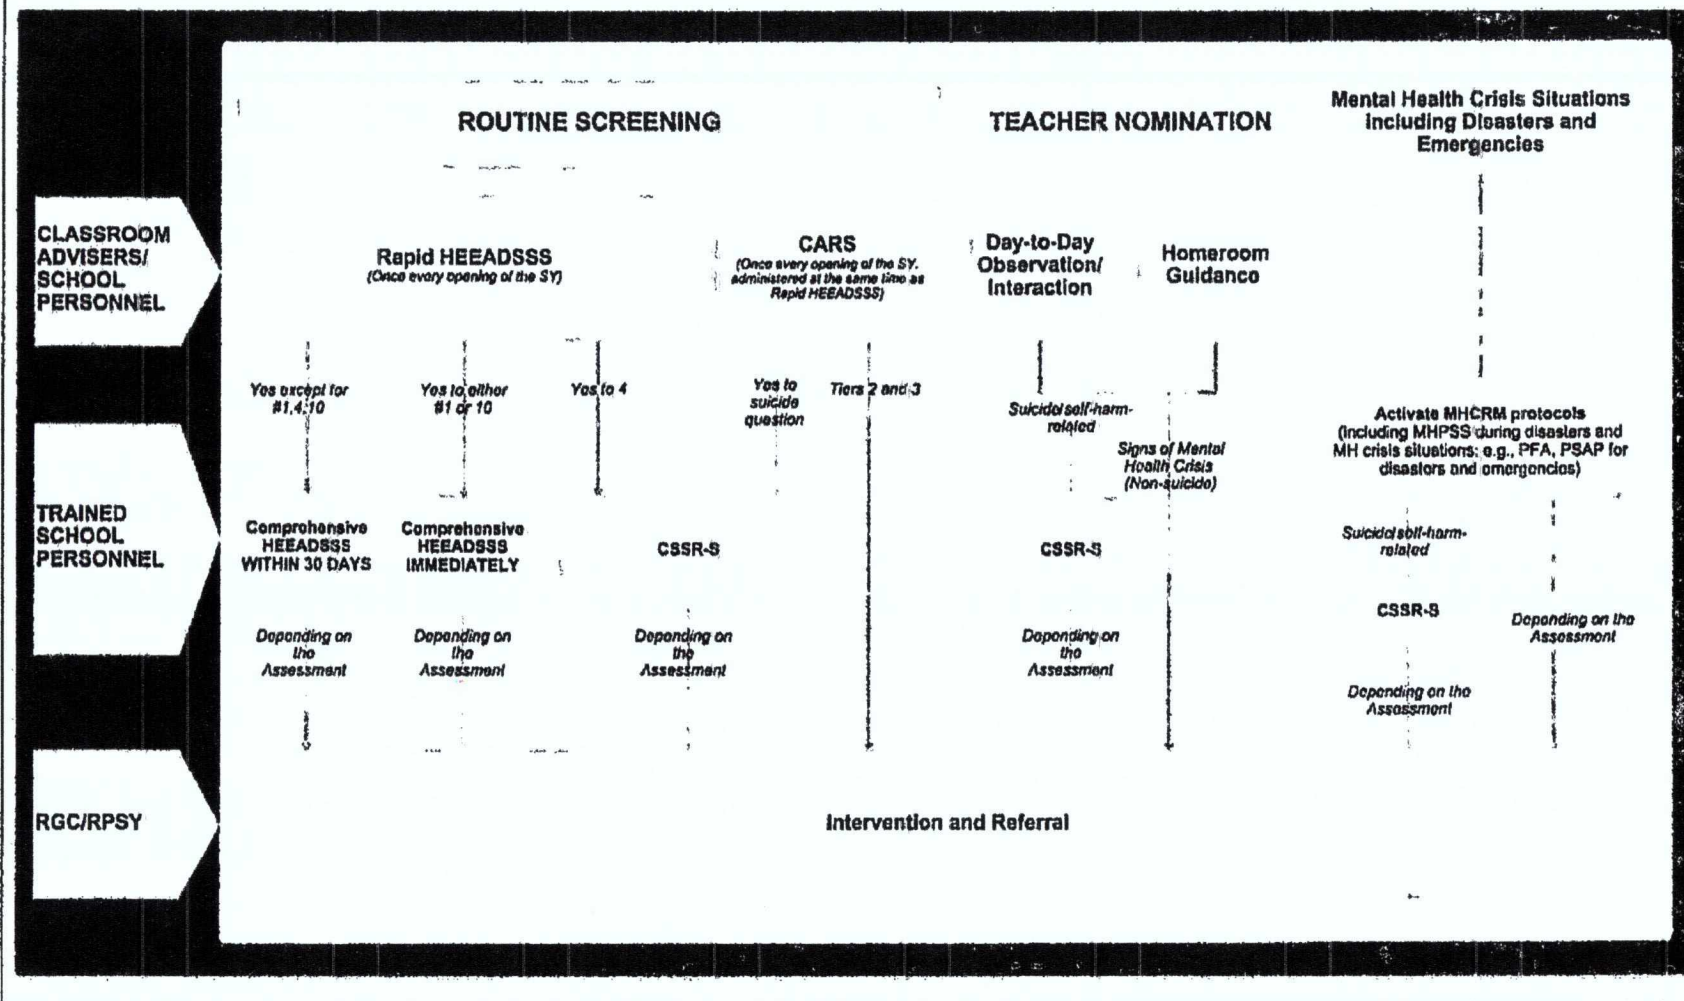 ROUTINE SCREENING
TEACHER NOMINATION
Mental Health Crisis Situations
including Disasters and
Emergencies
CLASSROOM
ADVISERS/
SCHOOL
PERSONNEL
Rapid HEEADSSS
(Once every opening of the SY)
CARS
(Once every opening of the SY.
administered at the same time as
Rapid HEEADSSS)
Day-to-Day
Observation/
Interaction
Homeroom
Guidance
Yes except for
#1,4,10
Yes to either
#1 or 10
Yes to 4
Yes to
suicide
question
Tiers 2 and 3
Suicidal/self-harm-
related
Signs of Mental
Health Crisis
(Non-suicide)
Activate MHCRM protocols
(including MHPSS during disasters and
MH crisis situations: e.g., PFA, PSAP for
disasters and emergencies)
TRAINED
SCHOOL
PERSONNEL
Comprehensive
HEEADSSS
WITHIN 30 DAYS
Comprehensive
HEEADSSS
IMMEDIATELY
CSSR-S
CSSR-S
Suicidal/self-harm-
related
CSSR-S
Depending on
the
Assessment
Depending on
the
Assessment
Depending on
the
Assessment
Depending on
the
Assessment
Depending on the
Assessment
Depending on the
Assessment
RGC/RPSY
Intervention and Referral